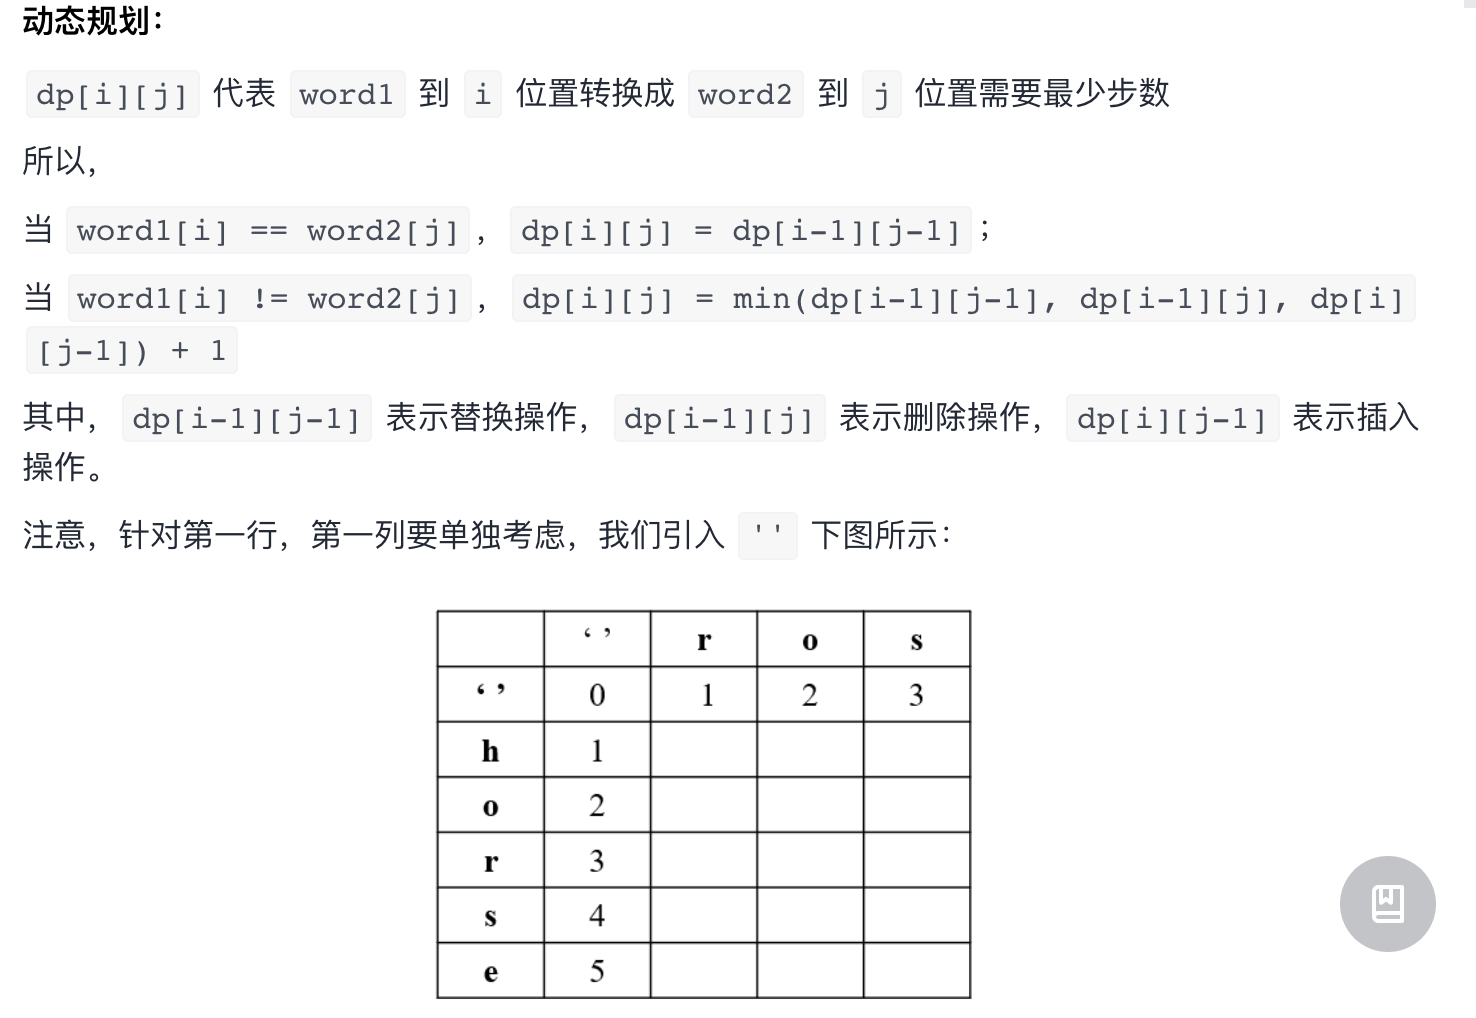 动态规划：
dp[i][j] 代表 word1 到 i 位置转换成 word2 到 j 位置需要最少步数
所以，
当 word1[i] == word2[j]，dp[i][j] = dp[i-1][j-1]；
当 word1[i] != word2[j]，dp[i][j] = min(dp[i-1][j-1], dp[i-1][j], dp[i]
[j-1]) + 1
其中，dp[i-1][j-1] 表示替换操作，dp[i-1][j] 表示删除操作，dp[i][j-1] 表示插入
操作。
注意，针对第一行，第一列要单独考虑，我们引入 '' 下图所示：
‘ ’ r o s
‘ ’ 0 1 2 3
h 1
o 2
r 3
s 4
e 5